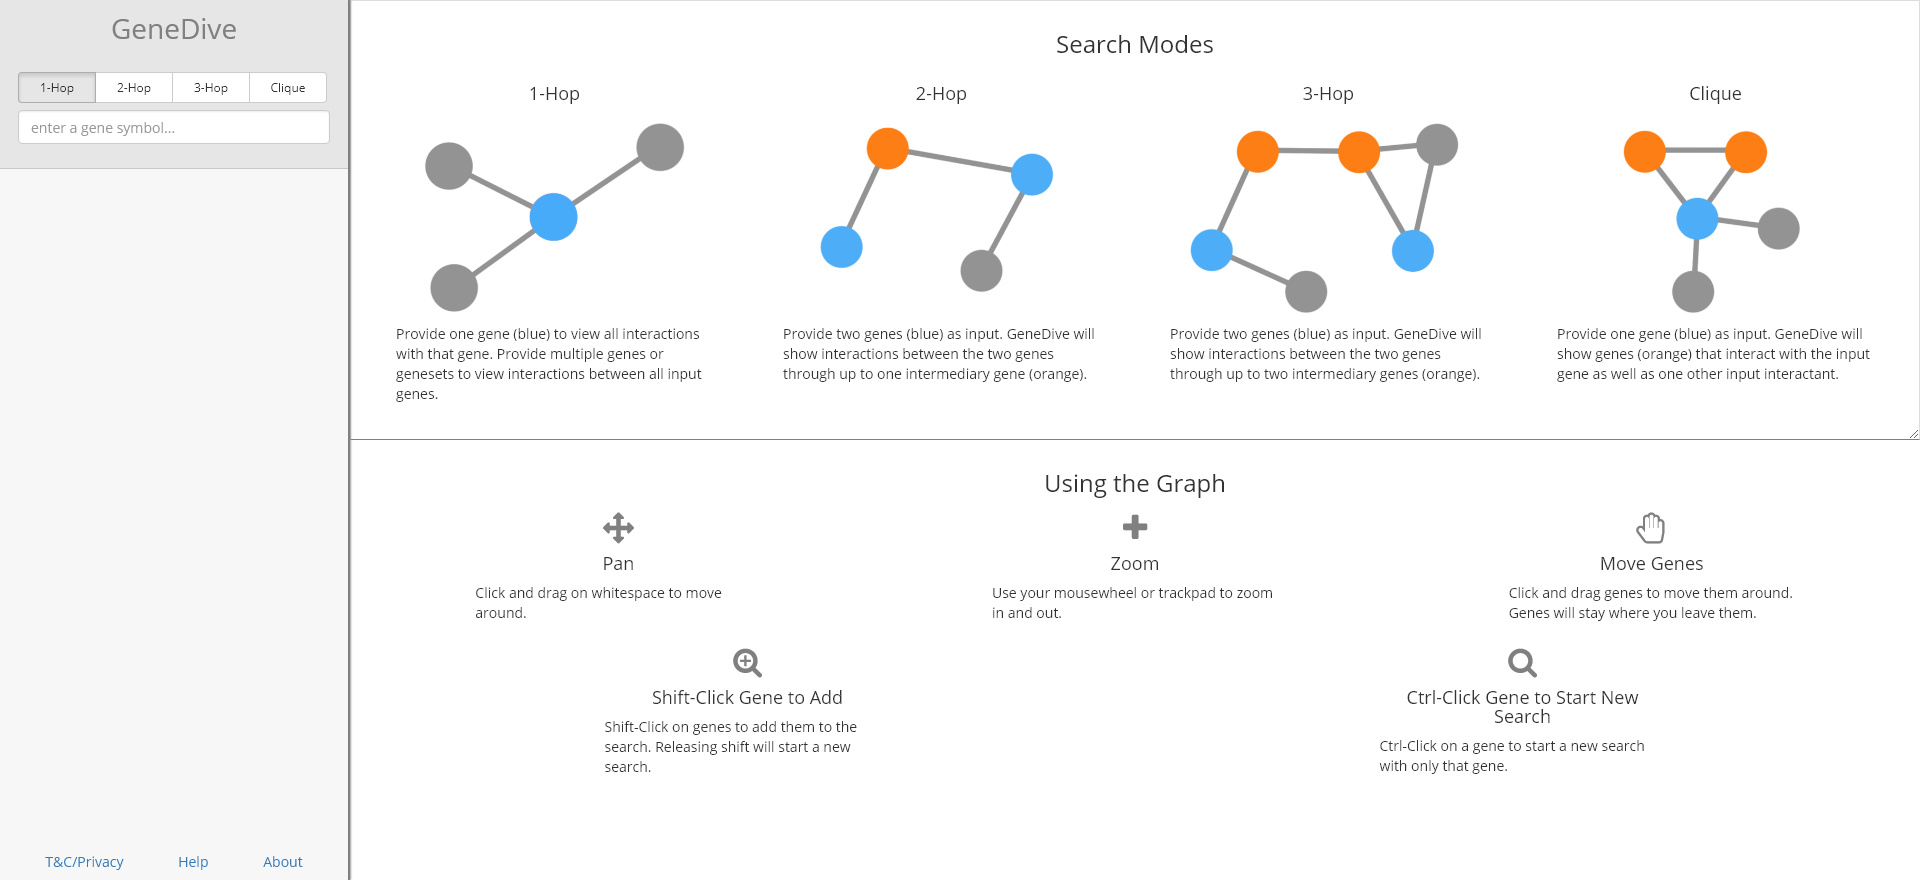 GeneDive
1-Hop
2-Hop
3-Hop
Clique
enter a gene symbol...
T&C/Privacy
Help
About
Search Modes
1-Hop
Provide one gene (blue) to view all interactions
with that gene. Provide multiple genes or
genesets to view interactions between all input
genes.
2-Hop
Provide two genes (blue) as input. GeneDive will
show interactions between the two genes
through up to one intermediary gene (orange).
3-Hop
Provide two genes (blue) as input. GeneDive will
show interactions between the two genes
through up to two intermediary genes (orange).
Clique
Provide one gene (blue) as input. GeneDive will
show genes (orange) that interact with the input
gene as well as one other input interactant.
Using the Graph
Pan
Click and drag on whitespace to move
around.
Zoom
Use your mousewheel or trackpad to zoom
in and out.
Move Genes
Click and drag genes to move them around.
Genes will stay where you leave them.
Shift-Click Gene to Add
Shift-Click on genes to add them to the
search. Releasing shift will start a new
search.
Ctrl-Click Gene to Start New
Search
Ctrl-Click on a gene to start a new search
with only that gene.